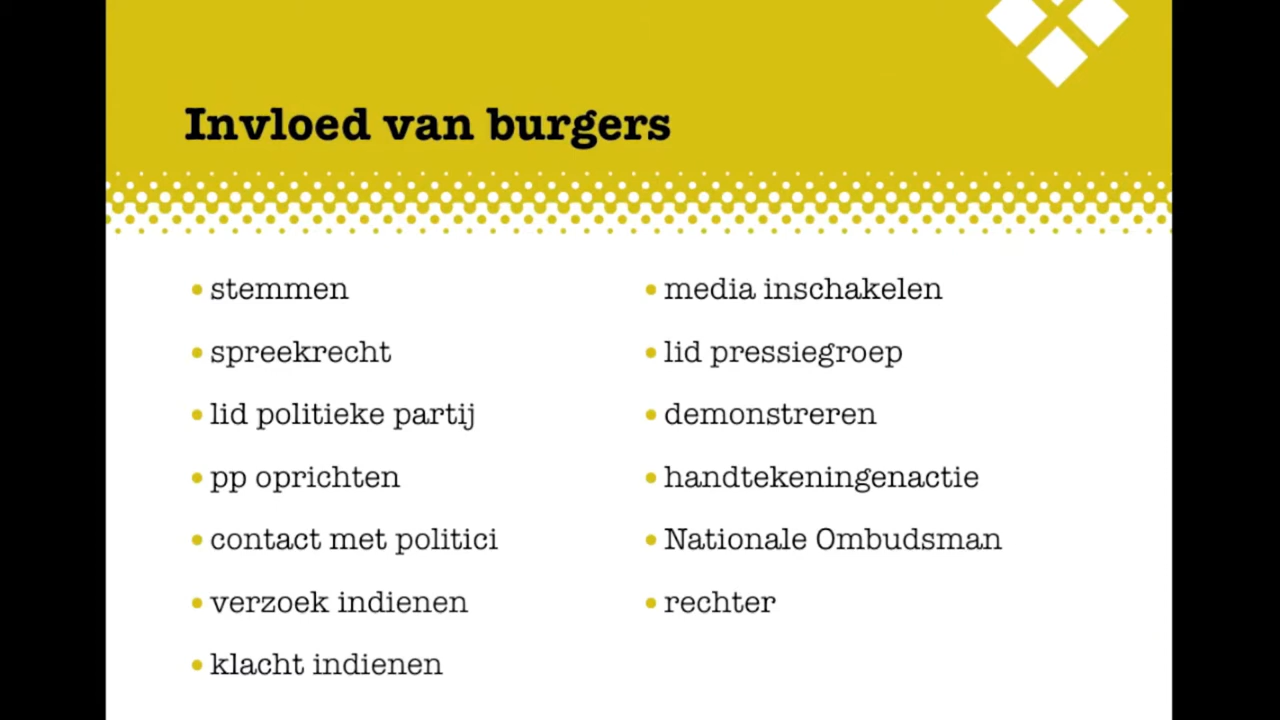 Invloed van burgers
stemmen
spreekrecht
lid politieke partij
pp oprichten
contact met politici
verzoek indienen
klacht indienen
media inschakelen
lid pressiegroep
demonstreren
handtekeningenactie
Nationale Ombudsman
rechter